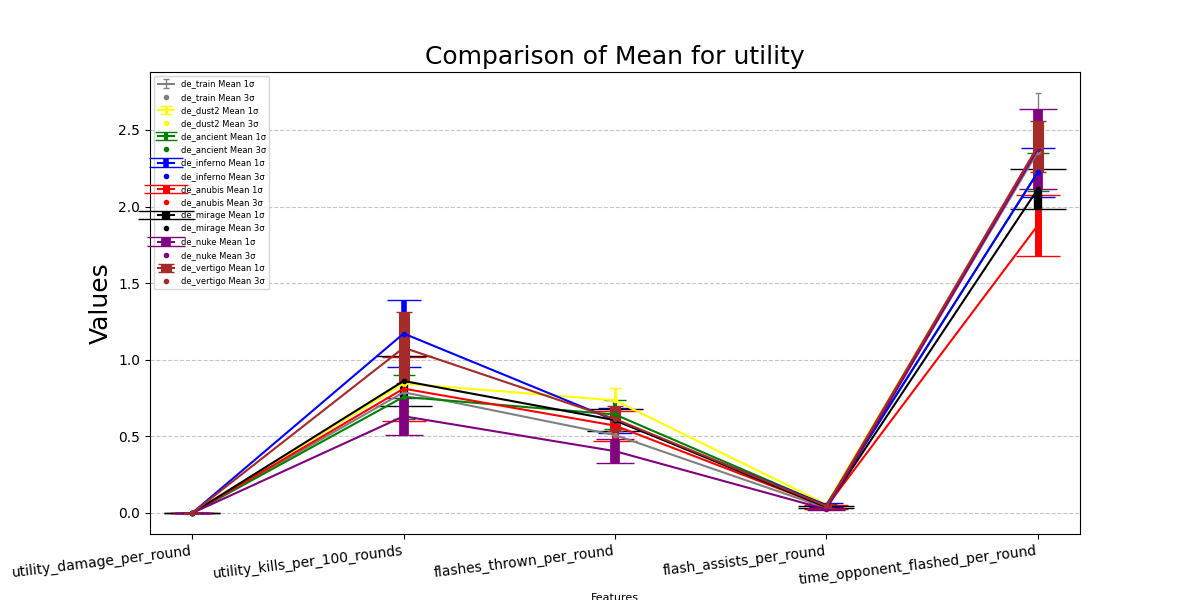 Comparison of Mean for utility
de_train Mean 1σ
de_train Mean 3σ
de_dust2 Mean 1σ
de_dust2 Mean 3σ
de_ancient Mean 1σ
de_ancient Mean 3σ
de_inferno Mean 1σ
de_inferno Mean 3σ
de_anubis Mean 1σ
de_anubis Mean 3σ
de_mirage Mean 1σ
de_mirage Mean 3σ
de_nuke Mean 1σ
de_nuke Mean 3σ
de_vertigo Mean 1σ
de_vertigo Mean 3σ
Values
2.5
2.0
1.5
1.0
0.5
0.0
utility_damage_per_round
utility_kills_per_100_rounds
flashes_thrown_per_round
flash_assists_per_round
time_opponent_flashed_per_round
Features